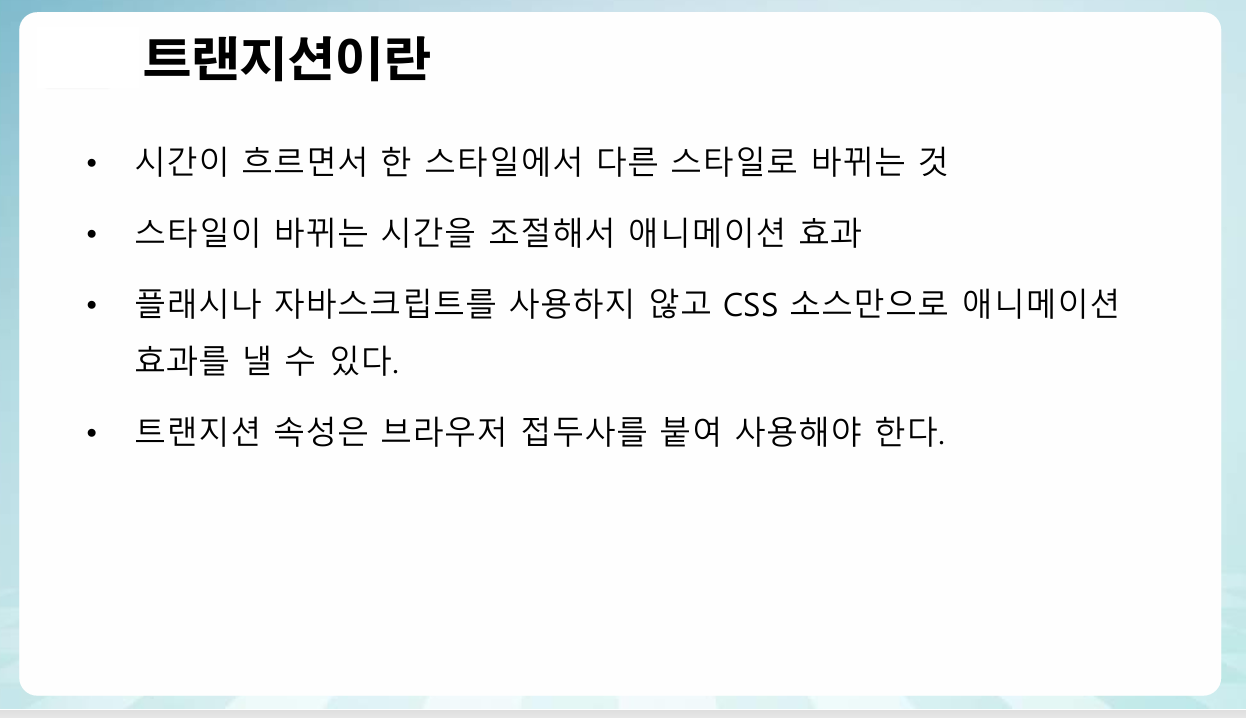 트랜지션이란
• 시간이 흐르면서 한 스타일에서 다른 스타일로 바뀌는 것
• 스타일이 바뀌는 시간을 조절해서 애니메이션 효과
• 플래시나 자바스크립트를 사용하지 않고 CSS 소스만으로 애니메이션
효과를 낼 수 있다.
• 트랜지션 속성은 브라우저 접두사를 붙여 사용해야 한다.